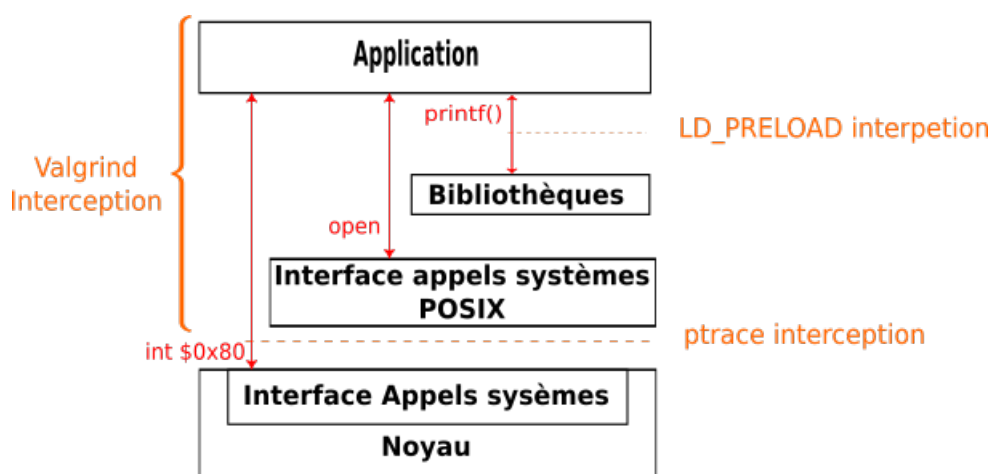 Application
printf()
LD_PRELOAD interpetion
Valgrind
Interception
Bibliothèques
open
Interface appels systèmes
POSIX
ptrace interception
int $0x80
Interface Appels sysèmes
Noyau